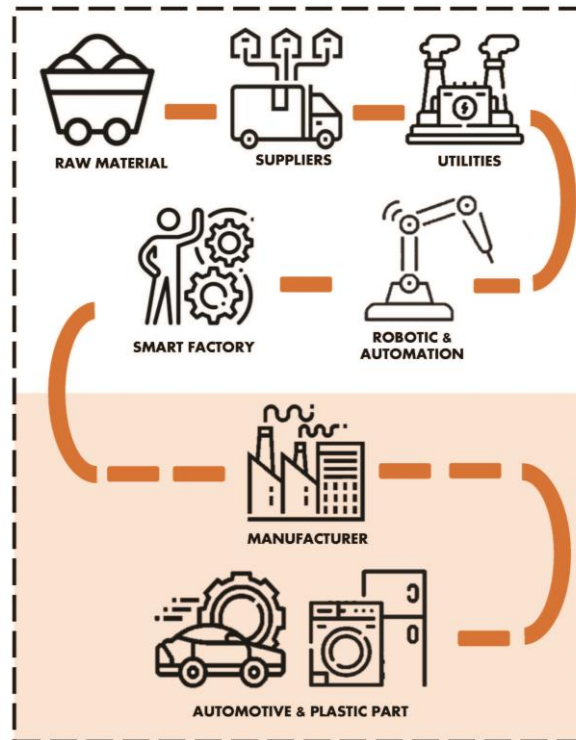 RAW MATERIAL
SUPPLIERS
UTILITIES
SMART FACTORY
ROBOTIC &
AUTOMATION
MANUFACTURER
AUTOMOTIVE & PLASTIC PART